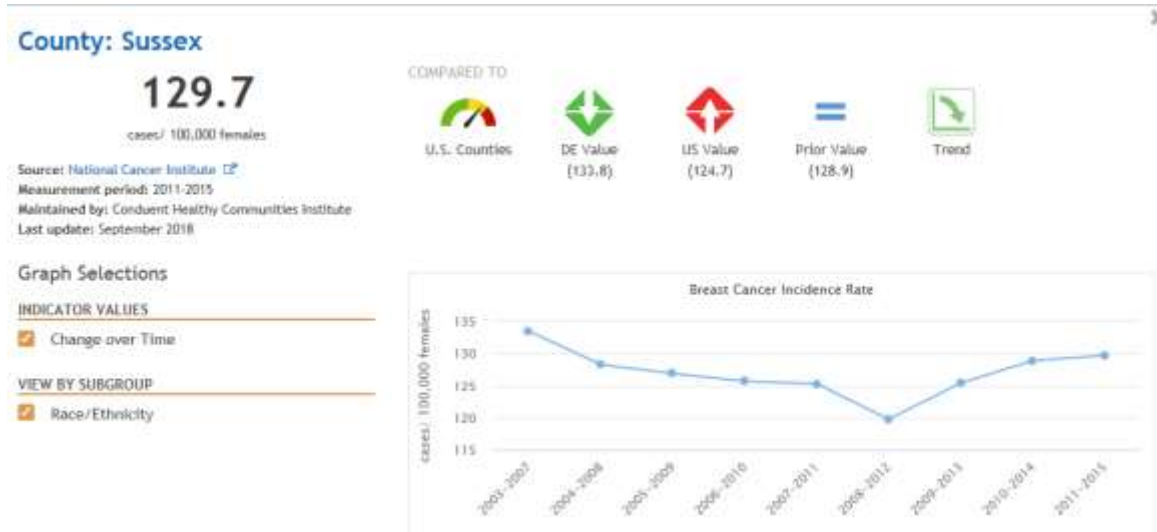 County: Sussex
129.7
cases/ 100,000 females
Source: National Cancer Institute
Measurement period: 2011-2015
Maintained by: Conduent Healthy Communities Institute
Last update: September 2018
Graph Selections
INDICATOR VALUES
Change over Time
VIEW BY SUBGROUP
Race/Ethnicity
COMPARED TO
U.S. Counties
DE Value
(133.8)
US Value
(124.7)
Prior Value
(128.9)
Trend
Breast Cancer Incidence Rate
cases/ 100,000 females
135
130
125
120
115
2003-2007
2004-2008
2005-2009
2006-2010
2007-2011
2008-2012
2009-2013
2010-2014
2011-2015